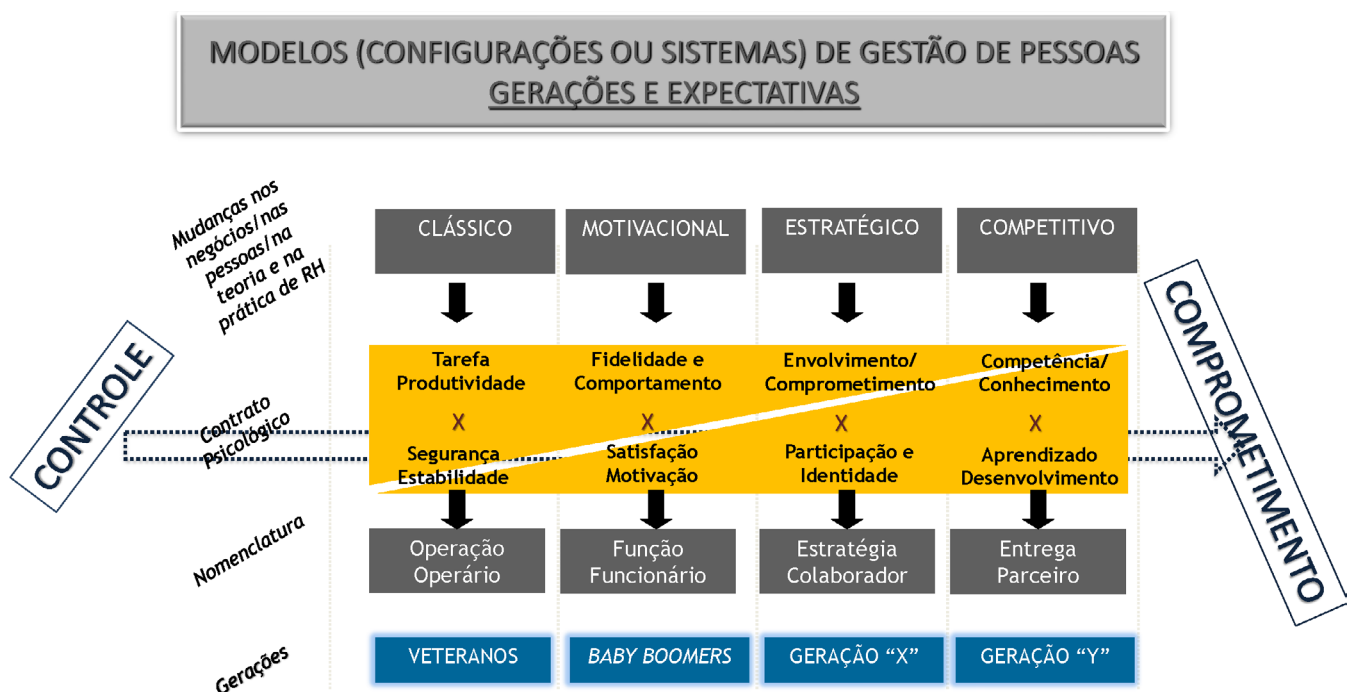 MODELOS (CONFIGURAÇÕES OU SISTEMAS) DE GESTÃO DE PESSOAS
GERAÇÕES E EXPECTATIVAS
Mudanças nos
negócios/nas
pessoas/na
teoria e na
prática de RH
CLÁSSICO
MOTIVACIONAL
ESTRATÉGICO
COMPETITIVO
CONTROLE
COMPROMETIMENTO
Contrato
Psicológico
Tarefa
Produtividade
X
Segurança
Estabilidade
Fidelidade e
Comportamento
X
Satisfação
Motivação
Envolvimento/
Comprometimento
X
Participação e
Identidade
Competência/
Conhecimento
X
Aprendizado
Desenvolvimento
Nomenclatura
Operação
Operário
Função
Funcionário
Estratégia
Colaborador
Entrega
Parceiro
Gerações
VETERANOS
BABY BOOMERS
GERAÇÃO “X”
GERAÇÃO “Y”